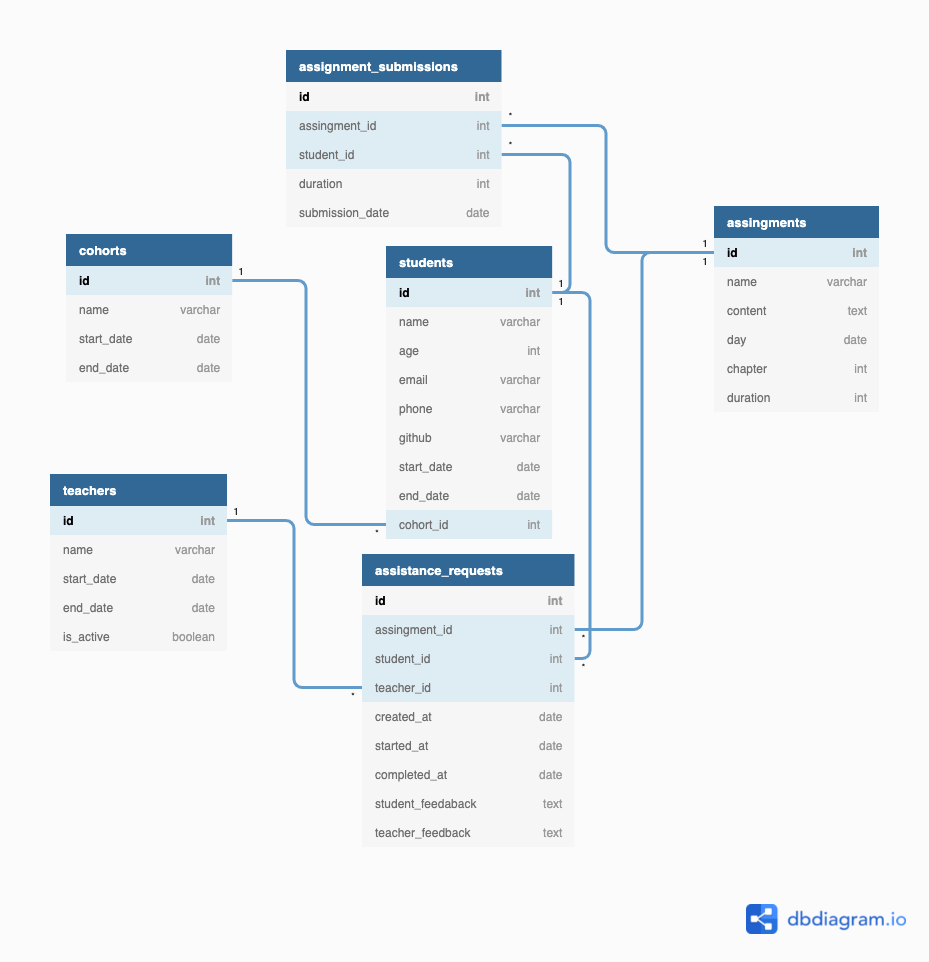 assignment_submissions
id int
assingment_id int
student_id int
duration int
submission_date date
*
*
assingments
id int
name varchar
content text
day date
chapter int
duration int
1
1
cohorts
id int
name varchar
start_date date
end_date date
1
students
id int
name varchar
age int
email varchar
phone varchar
github varchar
start_date date
end_date date
cohort_id int
1
1
*
teachers
id int
name varchar
start_date date
end_date date
is_active boolean
1
assistance_requests
id int
assingment_id int
student_id int
teacher_id int
created_at date
started_at date
completed_at date
student_feedaback text
teacher_feedback text
*
*
*
dbdiagram.io